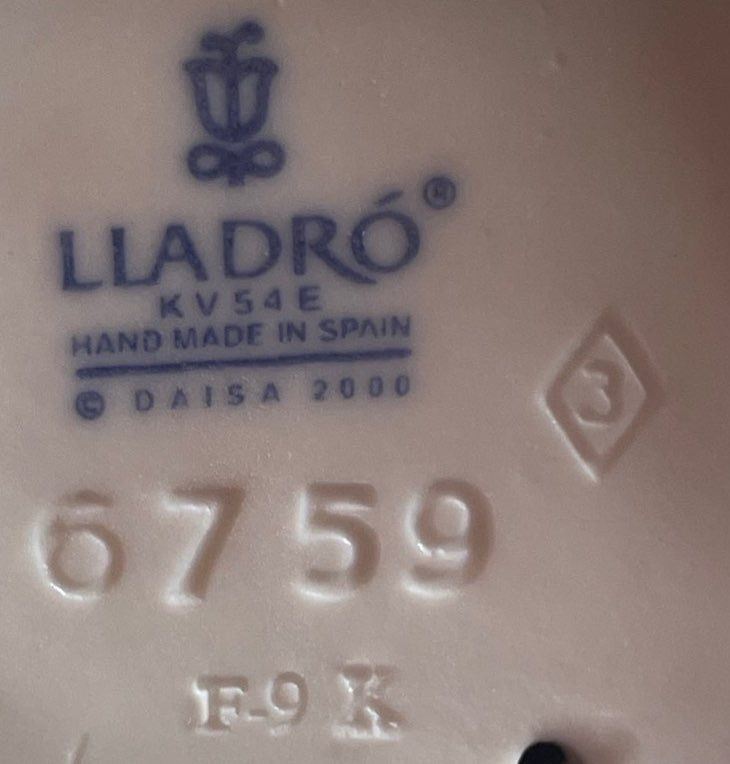 LLADRÓ®
KV54E
HAND MADE IN SPAIN
© DAISA 2000
3
6759
F-9 K